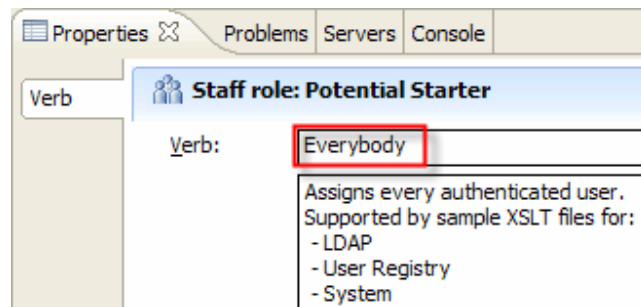 Properties Problems Servers Console
Verb
Staff role: Potential Starter
Verb: Everybody
Assigns every authenticated user.
Supported by sample XSLT files for:
- LDAP
- User Registry
- System